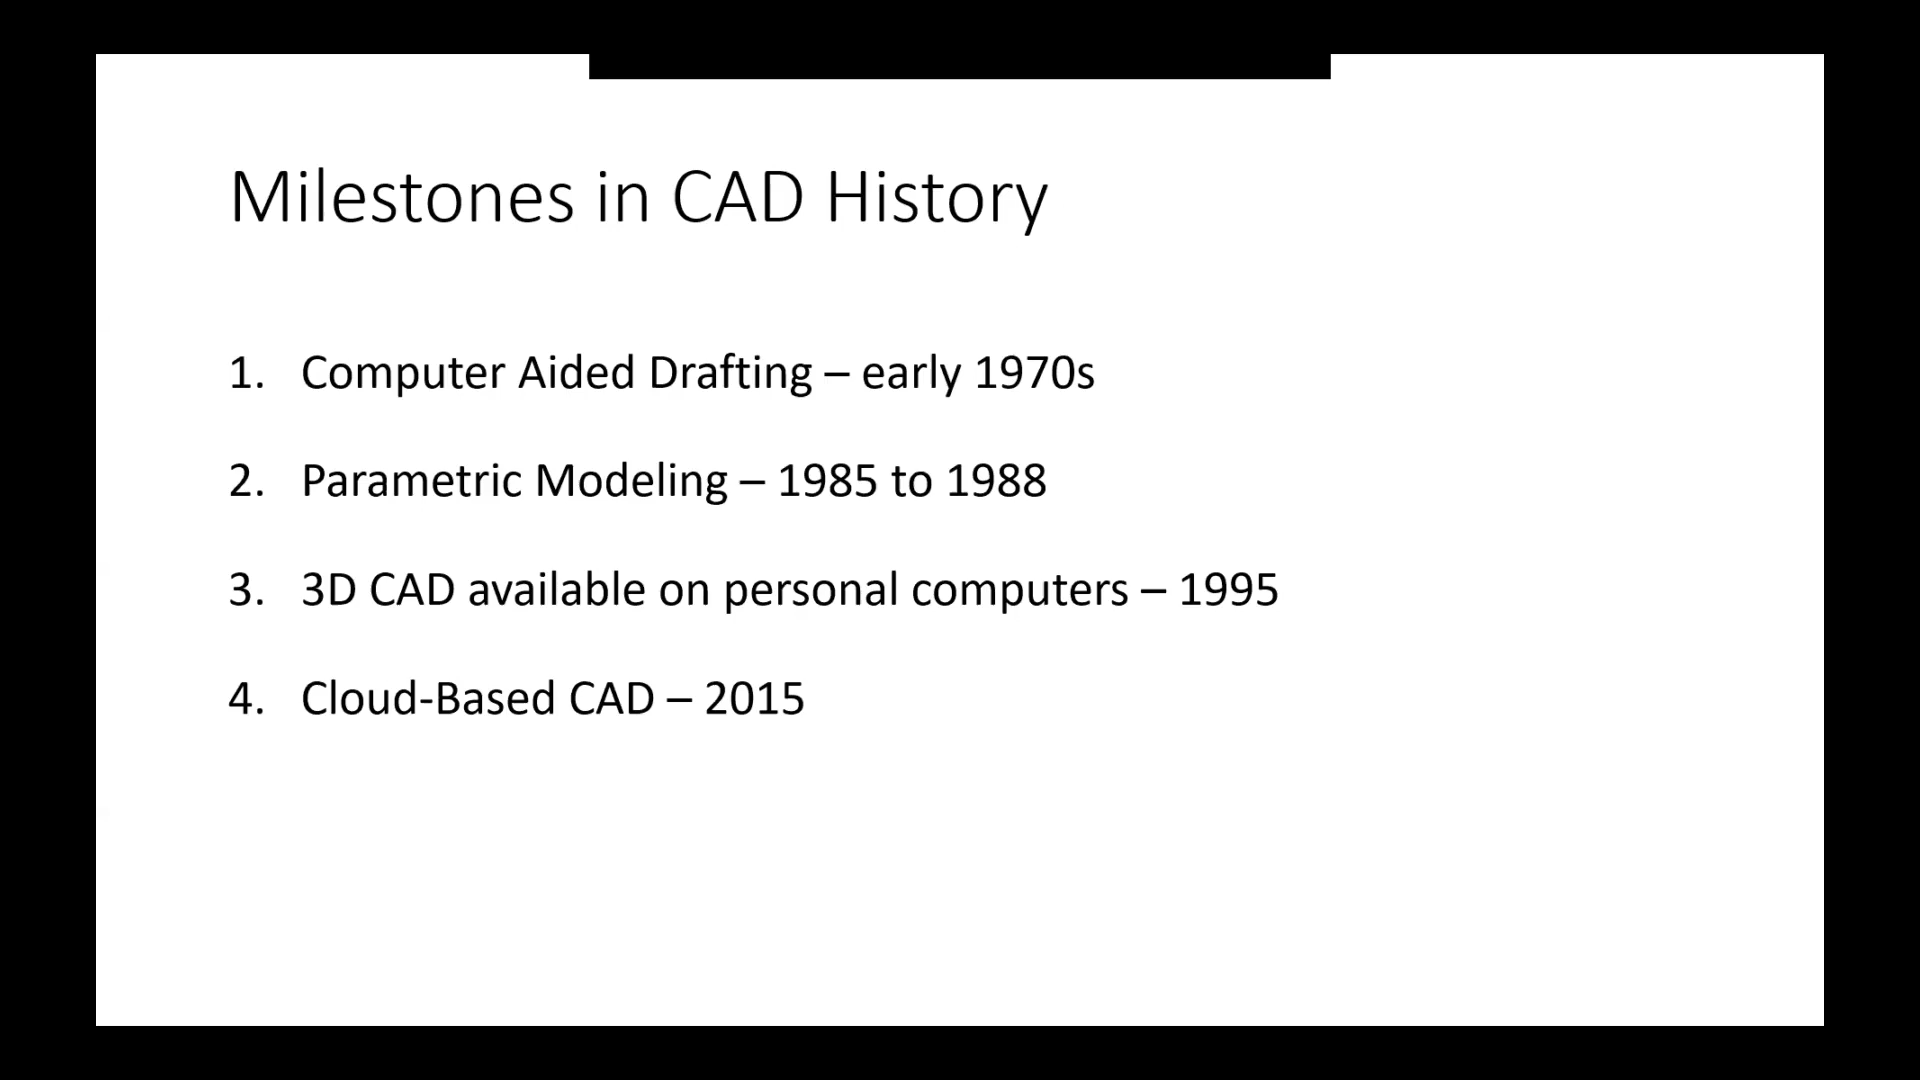 Milestones in CAD History
1. Computer Aided Drafting – early 1970s
2. Parametric Modeling – 1985 to 1988
3. 3D CAD available on personal computers – 1995
4. Cloud-Based CAD – 2015